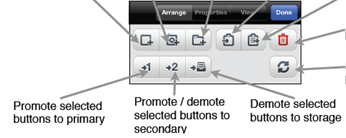 Arrange Properties View Done
→1 →2
Promote selected
buttons to primary
Promote / demote
selected buttons to
secondary
Demote selected
buttons to storage